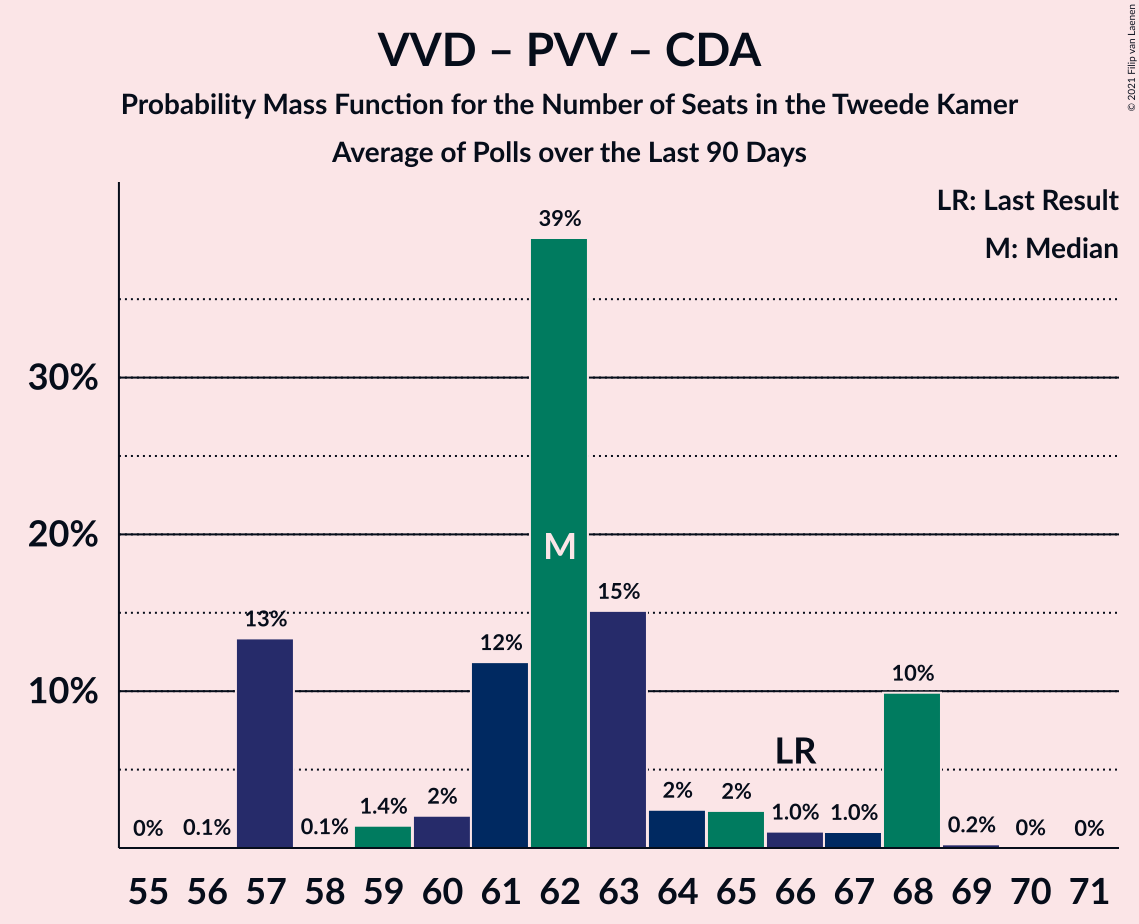 VVD – PVV – CDA
Probability Mass Function for the Number of Seats in the Tweede Kamer
Average of Polls over the Last 90 Days
© 2021 Filip van Laenen
LR: Last Result
M: Median
30%
20%
10%
0%
0.1%
13%
0.1%
1.4%
2%
12%
39%
M
15%
2%
2%
LR
1.0%
1.0%
10%
0.2%
0%
0%
55 56 57 58 59 60 61 62 63 64 65 66 67 68 69 70 71